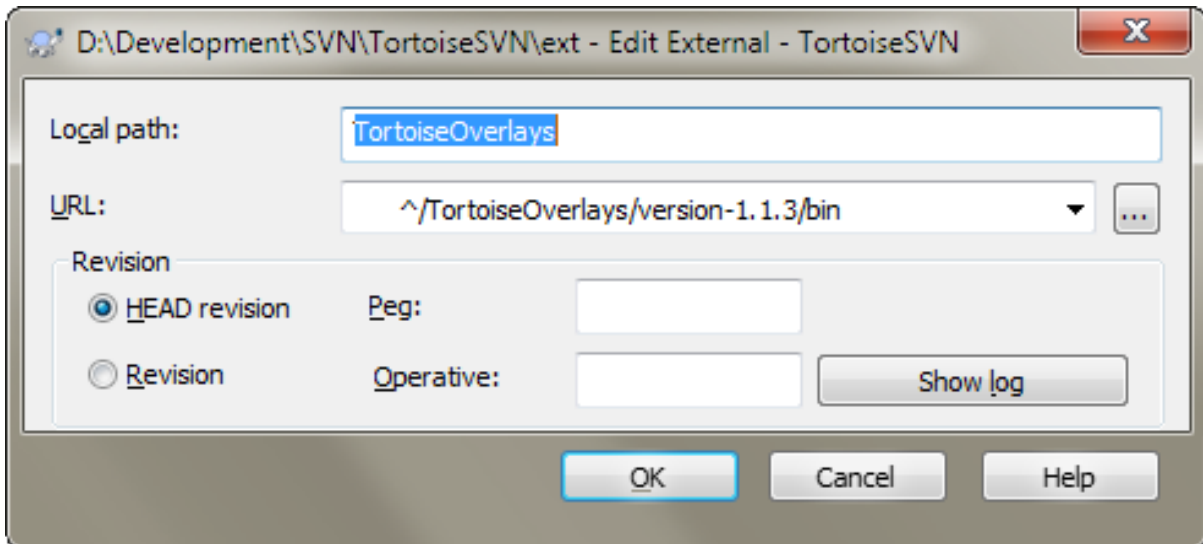 D:\Development\SVN\TortoiseSVN\ext - Edit External - TortoiseSVN
Local path: TortoiseOverlays
URL: ^/TortoiseOverlays/version-1.1.3/bin ...
Revision
HEAD revision Peg:
Revision Operative: Show log
OK Cancel Help